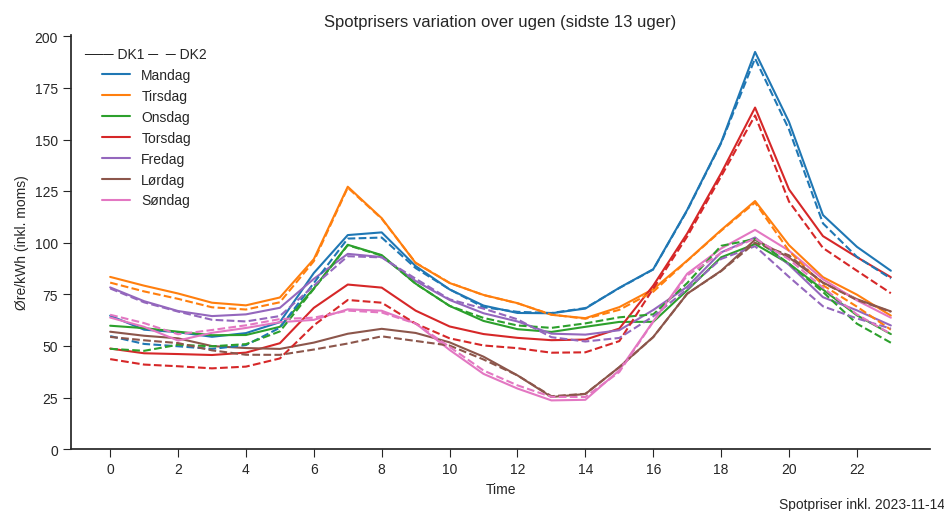 Spotprisers variation over ugen (sidste 13 uger)
Øre/kWh (inkl. moms)
200
175
150
125
100
75
50
25
0
DK1 DK2
Mandag
Tirsdag
Onsdag
Torsdag
Fredag
Lørdag
Søndag
0 2 4 6 8 10 12 14 16 18 20 22
Time
Spotpriser inkl. 2023-11-14